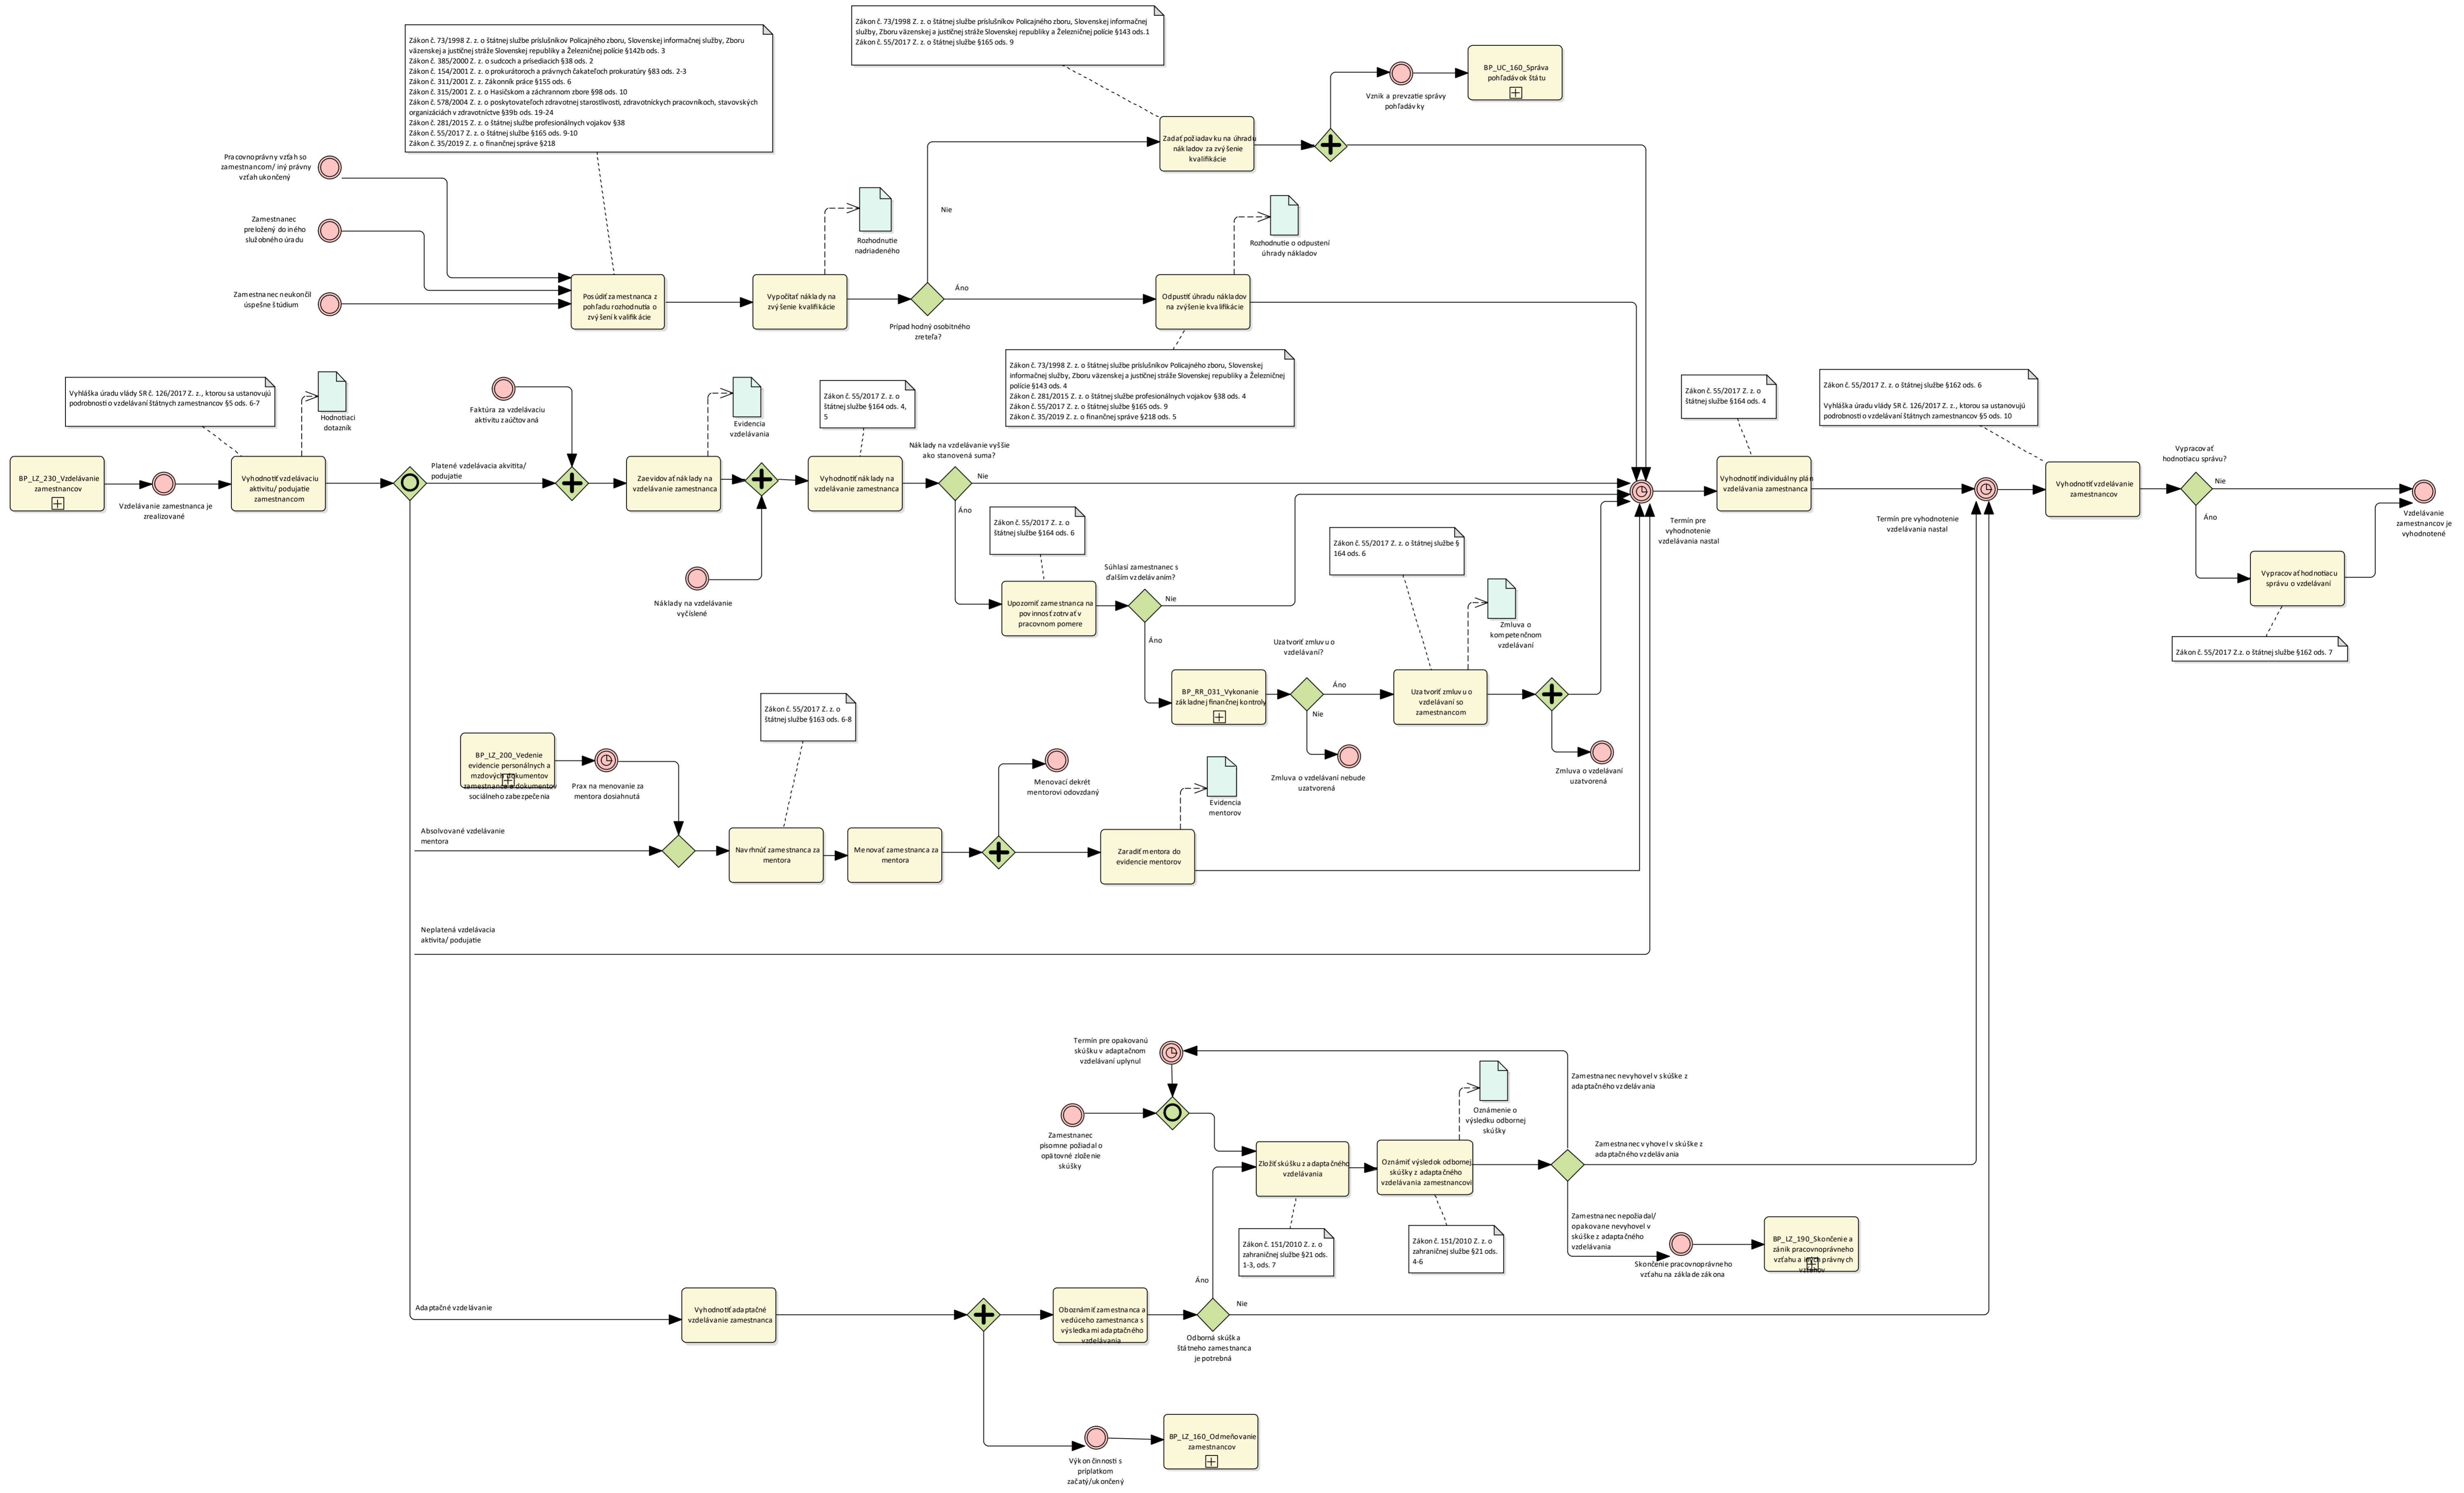 Zákon č. 73/1998 Z. z. o štátnej službe príslušníkov Policajného zboru, Slovenskej informačnej
služby, Zboru väzenskej a justičnej stráže Slovenskej republiky a Železničnej polície §143 ods.1
Zákon č. 55/2017 Z. z. o štátnej službe §165 ods. 9
Zákon č. 73/1998 Z. z. o štátnej službe príslušníkov Policajného zboru, Slovenskej informačnej služby, Zboru
väzenskej a justičnej stráže Slovenskej republiky a Železničnej polície §142b ods. 3
Zákon č. 385/2000 Z. z. o sudcoch a prísediacich §38 ods. 2
Zákon č. 154/2001 Z. z. o prokurátoroch a právnych čakateľoch prokuratúry §83 ods. 2-3
Zákon č. 311/2001 Z. z. Zákonník práce §155 ods. 6
Zákon č. 315/2001 Z. z. o Hasičskom a záchrannom zbore §98 ods. 10
Zákon č. 578/2004 Z. z. o poskytovateľoch zdravotnej starostlivosti, zdravotníckych pracovníkoch, stavovských
organizáciách v zdravotníctve §39b ods. 19-24
Zákon č. 281/2015 Z. z. o štátnej službe profesionálnych vojakov §38
Zákon č. 55/2017 Z. z. o štátnej službe §165 ods. 9-10
Zákon č. 35/2019 Z. z. o finančnej správe §218
BP_UC_160_Správa
pohľadávok štátu
Vznik a prevzatie správy
pohľadávky
Zadať požiadavku na úhradu
nákladov za zvýšenie
kvalifikácie
Pracovnoprávny vzťah so
zamestnancom/ iný právny
vzťah ukončený
Zamestnanec
preložený do iného
služobného úradu
Zamestnanec neukončil
úspešne štúdium
Posúdiť zamestnanca z
pohľadu rozhodnutia o
zvýšení kvalifikácie
Vypočítať náklady na
zvýšenie kvalifikácie
Rozhodnutie
nadriadeného
Nie
Áno
Prípad hodný osobitného
zreteľa?
Rozhodnutie o odpustení
úhrady nákladov
Odpustiť úhradu nákladov
na zvýšenie kvalifikácie
Zákon č. 73/1998 Z. z. o štátnej službe príslušníkov Policajného zboru, Slovenskej
informačnej služby, Zboru väzenskej a justičnej stráže Slovenskej republiky a Železničnej
polície §143 ods. 4
Zákon č. 281/2015 Z. z. o štátnej službe profesionálnych vojakov §38 ods. 4
Zákon č. 55/2017 Z. z. o štátnej službe §165 ods. 9
Zákon č. 35/2019 Z. z. o finančnej správe §218 ods. 5
Vyhláška úradu vlády SR č. 126/2017 Z. z., ktorou sa ustanovujú
podrobnosti o vzdelávaní štátnych zamestnancov §5 ods. 6-7
Hodnotiaci
dotazník
Faktúra za vzdelávaciu
aktivitu zaúčtovaná
Evidencia
vzdelávania
Zákon č. 55/2017 Z. z. o
štátnej službe §164 ods. 4,
5
BP_LZ_230_Vzdelávanie
zamestnancov
Vzdelávanie zamestnanca je
zrealizované
Vyhodnotiť vzdelávaciu
aktivitu/ podujatie
zamestnancom
Platené vzdelávacia akvitita/
podujatie
Zaevidovať náklady na
vzdelávanie zamestnanca
Náklady na vzdelávanie
vyčíslené
Vyhodnotiť náklady na
vzdelávanie zamestnanca
Náklady na vzdelávanie vyššie
ako stanovená suma?
Nie
Áno
Zákon č. 55/2017 Z. z. o
štátnej službe §164 ods. 6
Upozorniť zamestnanca na
povinnosť zotrvať v
pracovnom pomere
Súhlasí zamestnanec s
ďalším vzdelávaním?
Nie
Áno
BP_RR_031_Vykonanie
základnej finančnej kontroly
Uzatvoriť zmluvu o
vzdelávaní?
Áno
Nie
Zmluva o vzdelávaní nebude
uzatvorená
Zákon č. 55/2017 Z. z. o štátnej službe §
164 ods. 6
Uzatvoriť zmluvu o
vzdelávaní so
zamestnancom
Zmluva o
kompetenčnom
vzdelávaní
Zmluva o vzdelávaní
uzatvorená
Termín pre
vyhodnotenie
vzdelávania nastal
Zákon č. 55/2017 Z. z. o
štátnej službe §164 ods. 4
Vyhodnotiť individuálny plán
vzdelávania zamestnanca
Termín pre vyhodnotenie
vzdelávania nastal
Zákon č. 55/2017 Z. z. o štátnej službe §162 ods. 6
Vyhláška úradu vlády SR č. 126/2017 Z. z., ktorou sa ustanovujú
podrobnosti o vzdelávaní štátnych zamestnancov §5 ods. 10
Vyhodnotiť vzdelávanie
zamestnancov
Vypracovať
hodnotiacu správu?
Nie
Áno
Vypracovať hodnotiacu
správu o vzdelávaní
Zákon č. 55/2017 Z.z. o štátnej službe §162 ods. 7
Vzdelávanie
zamestnancov je
vyhodnotené
BP_LZ_200_Vedenie
evidencie personálnych a
mzdových dokumentov
zamestnanca a dokumentov
sociálneho zabezpečenia
Prax na menovanie za
mentora dosiahnutá
Zákon č. 55/2017 Z. z. o
štátnej službe §163 ods. 6-8
Absolvované vzdelávanie
mentora
Navrhnúť zamestnanca za
mentora
Menovať zamestnanca za
mentora
Menovací dekrét
mentorovi odovzdaný
Zaradiť mentora do
evidencie mentorov
Evidencia
mentorov
Neplatená vzdelávacia
aktivita/ podujatie
Termín pre opakovanú
skúšku v adaptačnom
vzdelávaní uplynul
Zamestnanec
písomne požiadal o
opätovné zloženie
skúšky
Zložiť skúšku z adaptačného
vzdelávania
Zákon č. 151/2010 Z. z. o
zahraničnej službe §21 ods.
1-3, ods. 7
Oznámiť výsledok odbornej
skúšky z adaptačného
vzdelávania zamestnancovi
Oznámenie o
výsledku odbornej
skúšky
Zákon č. 151/2010 Z. z. o
zahraničnej službe §21 ods.
4-6
Zamestnanec nevyhovel v skúške z
adaptačného vzdelávania
Zamestnanec vyhovel v skúške z
adaptačného vzdelávania
Zamestnanec nepožiadal/
opakovane nevyhovel v
skúške z adaptačného
vzdelávania
Skončenie pracovnoprávneho
vzťahu na základe zákona
BP_LZ_190_Skončenie a
zánik pracovnoprávneho
vzťahu a iných právnych
vzťahov
Adaptačné vzdelávanie
Vyhodnotiť adaptačné
vzdelávanie zamestnanca
Oboznámiť zamestnanca a
vedúceho zamestnanca s
výsledkami adaptačného
vzdelávania
Áno
Nie
Odborná skúška
štátneho zamestnanca
je potrebná
Výkon činnosti s
príplatkom
začatý/ukončený
BP_LZ_160_Odmeňovanie
zamestnancov